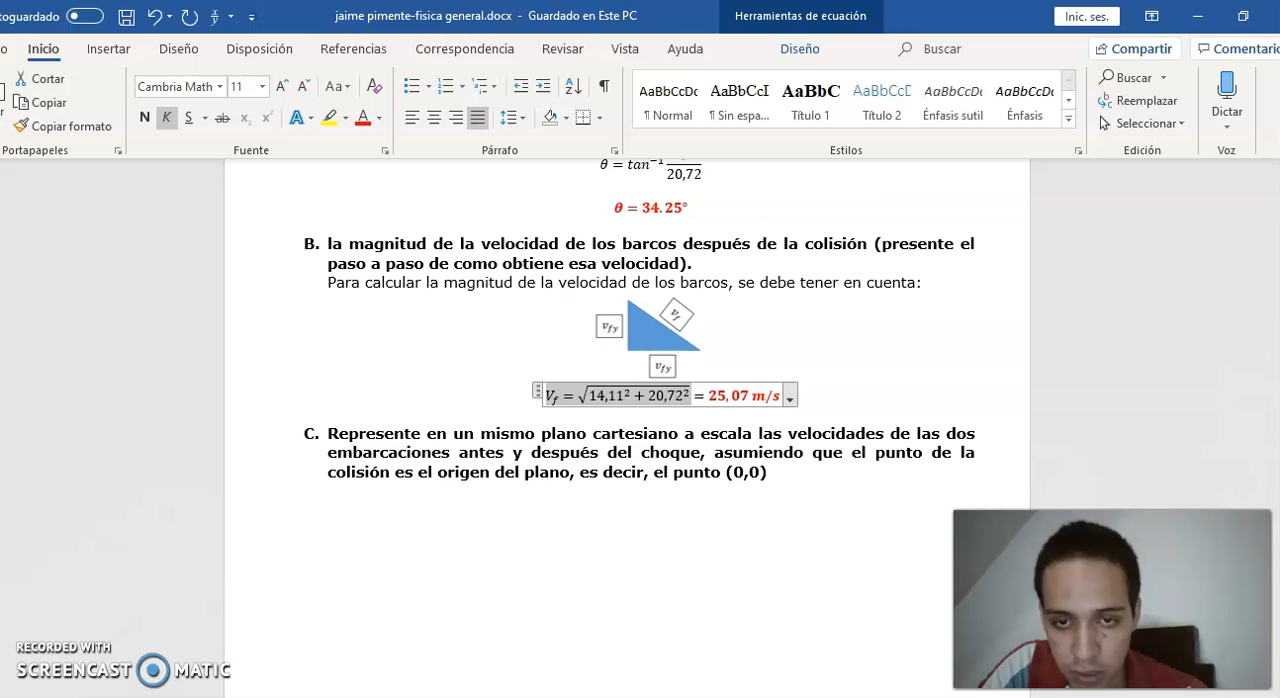 toguardado
jaime pimente-fisica general.docx - Guardado en Este PC
Herramientas de ecuación
Inic. ses.
o Inicio Insertar Diseño Disposición Referencias Correspondencia Revisar Vista Ayuda Diseño Buscar Compartir Comentario
Cortar
Copiar
r
Copiar formato
Portapapeles
Cambria Math 11 Aa
N K S ab x₂ x² A A
Fuente
Párrafo
AaBbCcDc AaBbCcI AaBbC AaBbCcD AaBbCcDc AaBbCcDc
¶ Normal ¶ Sin espa... Título 1 Título 2 Énfasis sutil Énfasis
Estilos
Buscar
Reemplazar
Seleccionar
Edición
Dictar
Voz
θ = tan⁻¹
20,72
θ = 34.25°
B. la magnitud de la velocidad de los barcos después de la colisión (presente el
paso a paso de como obtiene esa velocidad).
Para calcular la magnitud de la velocidad de los barcos, se debe tener en cuenta:
v_f
v_fy
v_fy
V_f = √14,11² + 20,72² = 25,07 m/s
C. Represente en un mismo plano cartesiano a escala las velocidades de las dos
embarcaciones antes y después del choque, asumiendo que el punto de la
colisión es el origen del plano, es decir, el punto (0,0)
RECORDED WITH
SCREENCAST MATIC